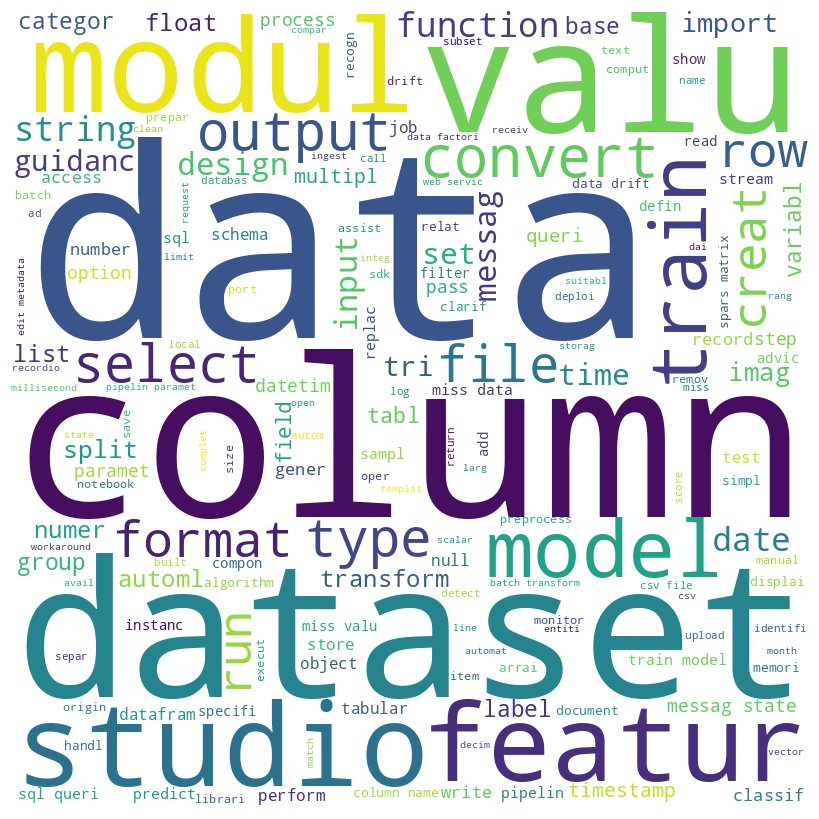 categor
float
process
compar
function
base
import
modul
valu
recogn
drift
subset
text
comput
show
name
string
prepar
clean
output
job
data factori
receiv
convert
read
row
guidanc
access
batch
ad
design
ingest
call
multipl
databas
request
web servic
data drift
stream
train
defin
variabl
creat
data
number
option
sql
limit
schema
port
assist
relat
integ
input
sdk
set
filter
pass
clarif
messag
queri
suitabl
deploi
dai
spars matrix
rang
edit metadata
list
recordio
local
select
replac
tri
file
storag
time
record
step
advic
remov
miss
imag
millisecond
pipelin paramet
datetim
log
miss data
column
state
save
split
paramet
notebook
complet
size
field
open
autom
gener
tabl
sampl
oper
templat
return
add
larg
score
test
simpl
numer
workaround
format
type
preprocess
scalar
null
model
date
group
avail
built
automl
algorithm
compon
transform
detect
batch transform
csv file
csv
manual
displai
dataset
instanc
separ
run
execut
miss valu
store
object
line
automat
item
monitor
entiti
arrai
upload
train model
identifi
month
memori
origin
datafram
specifi
tabular
label
document
messag state
studio
handl
match
featur
decim
vector
sql queri
predict
librari
perform
column name
write
pipelin
timestamp
classif